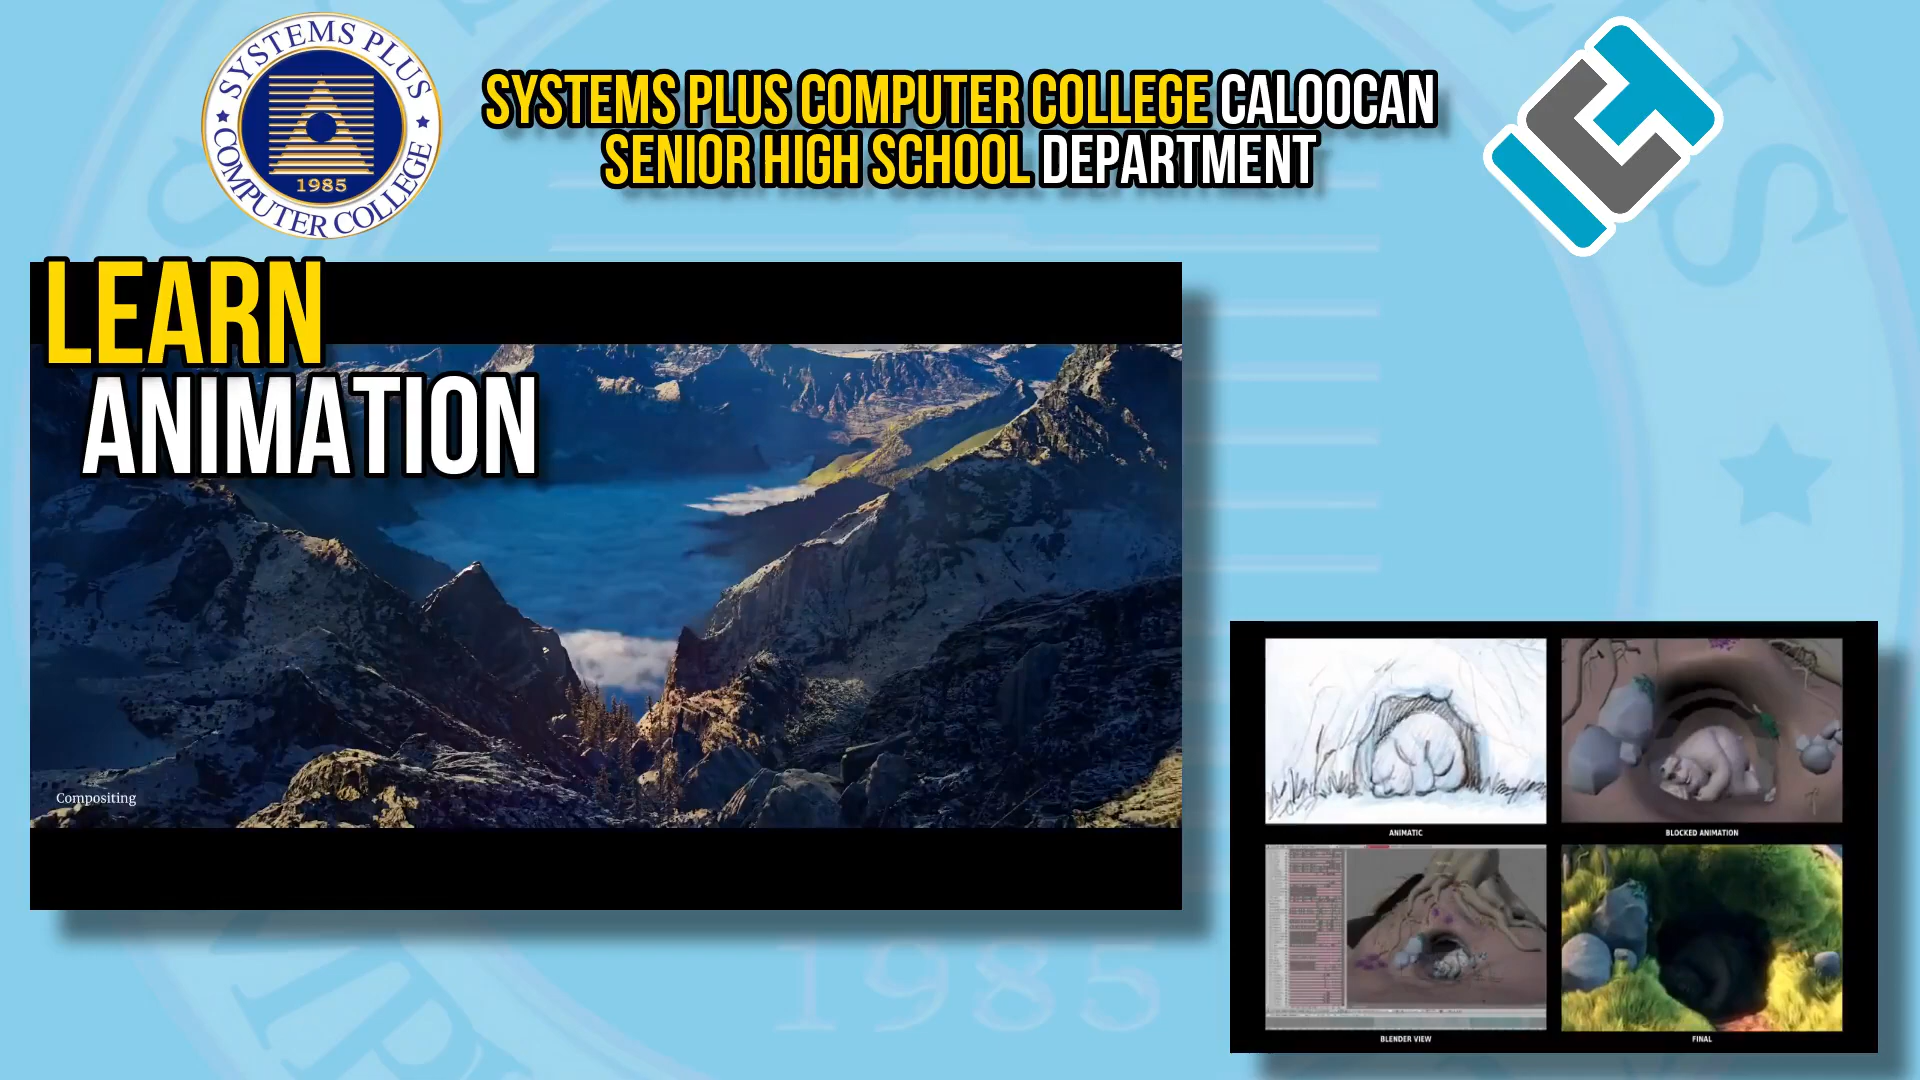 SYSTEMS PLUS COMPUTER COLLEGE
1985
SYSTEMS PLUS COMPUTER COLLEGE CALOOCAN
SENIOR HIGH SCHOOL DEPARTMENT
LEARN
ANIMATION
Compositing
ANIMATIC
BLOCKED ANIMATION
BLENDER VIEW
FINAL
1985